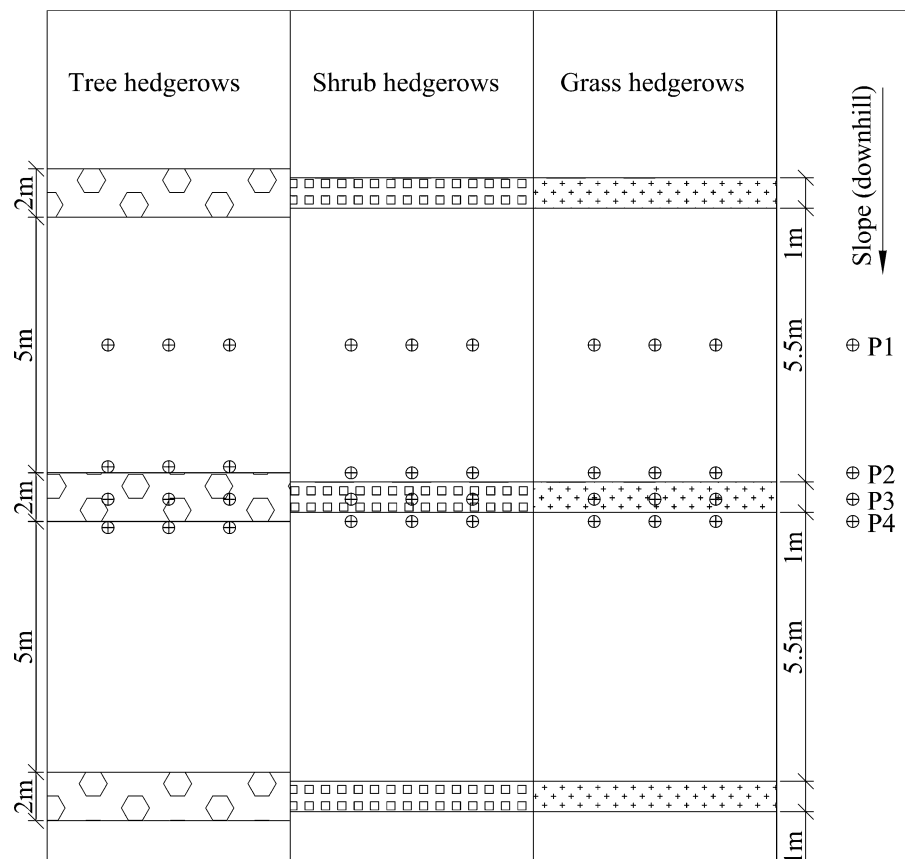 Tree hedgerows
Shrub hedgerows
Grass hedgerows
Slope (downhill)
2m
1m
5m
5.5m
P1
P2
2m
P3
P4
1m
5m
5.5m
2m
1m